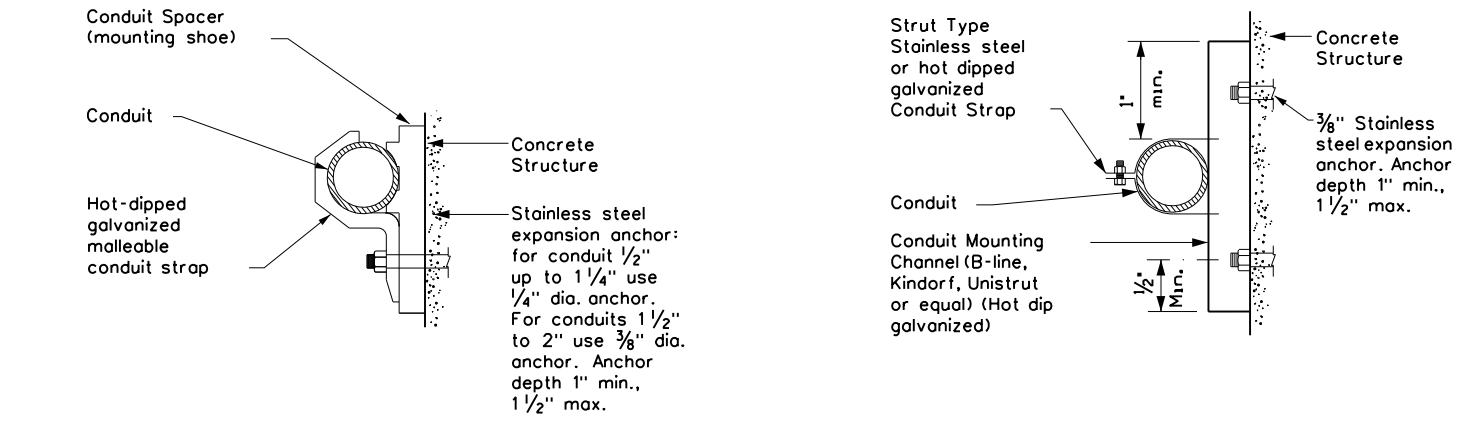 Conduit Spacer
(mounting shoe)
Conduit
Hot-dipped
galvanized
malleable
conduit strap
Concrete
Structure
Stainless steel
expansion anchor:
for conduit 1/2"
up to 1 1/4" use
1/4" dia. anchor.
For conduits 1 1/2"
to 2" use 3/8" dia.
anchor. Anchor
depth 1" min.,
1 1/2" max.
Strut Type
Stainless steel
or hot dipped
galvanized
Conduit Strap
Conduit
Conduit Mounting
Channel (B-line,
Kindorf, Unistrut
or equal) (Hot dip
galvanized)
1"
min.
1/2"
Min.
Concrete
Structure
3/8" Stainless
steel expansion
anchor. Anchor
depth 1" min.,
1 1/2" max.